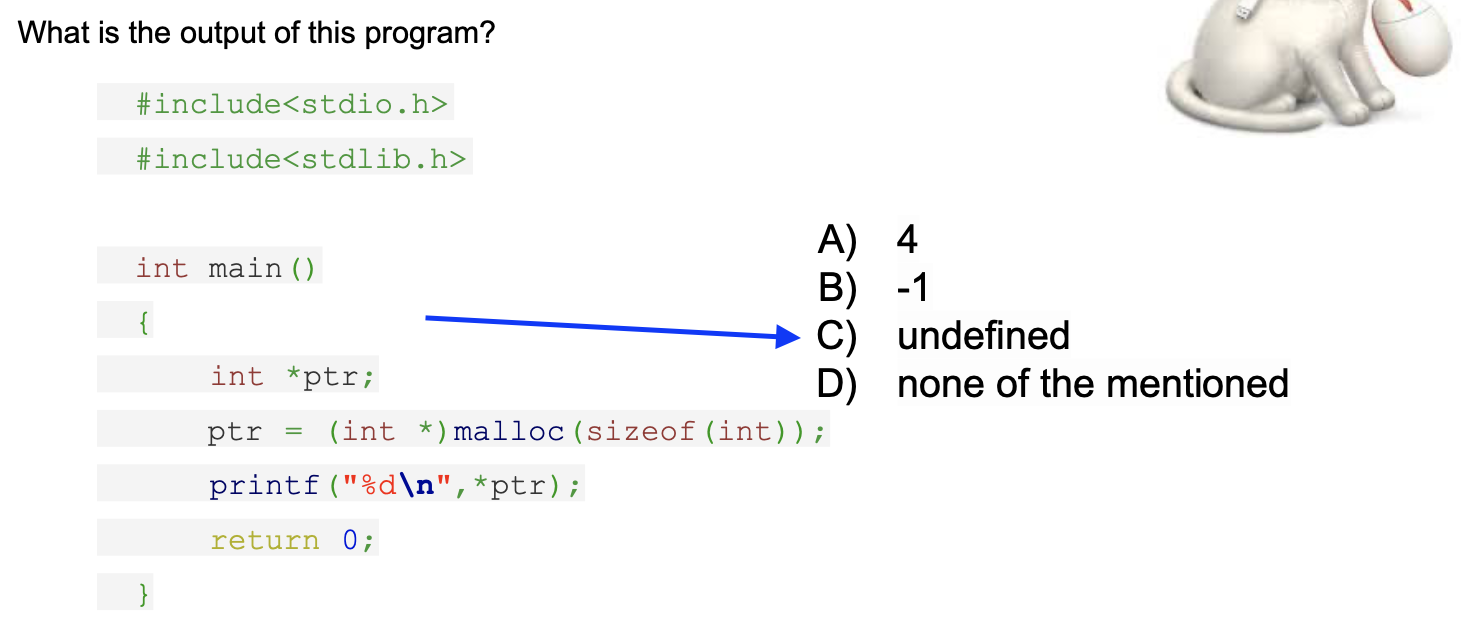 What is the output of this program?
#include<stdio.h>
#include<stdlib.h>
int main()
{
int *ptr;
ptr = (int *)malloc(sizeof(int));
printf("%d\n",*ptr);
return 0;
}
A) 4
B) -1
C) undefined
D) none of the mentioned